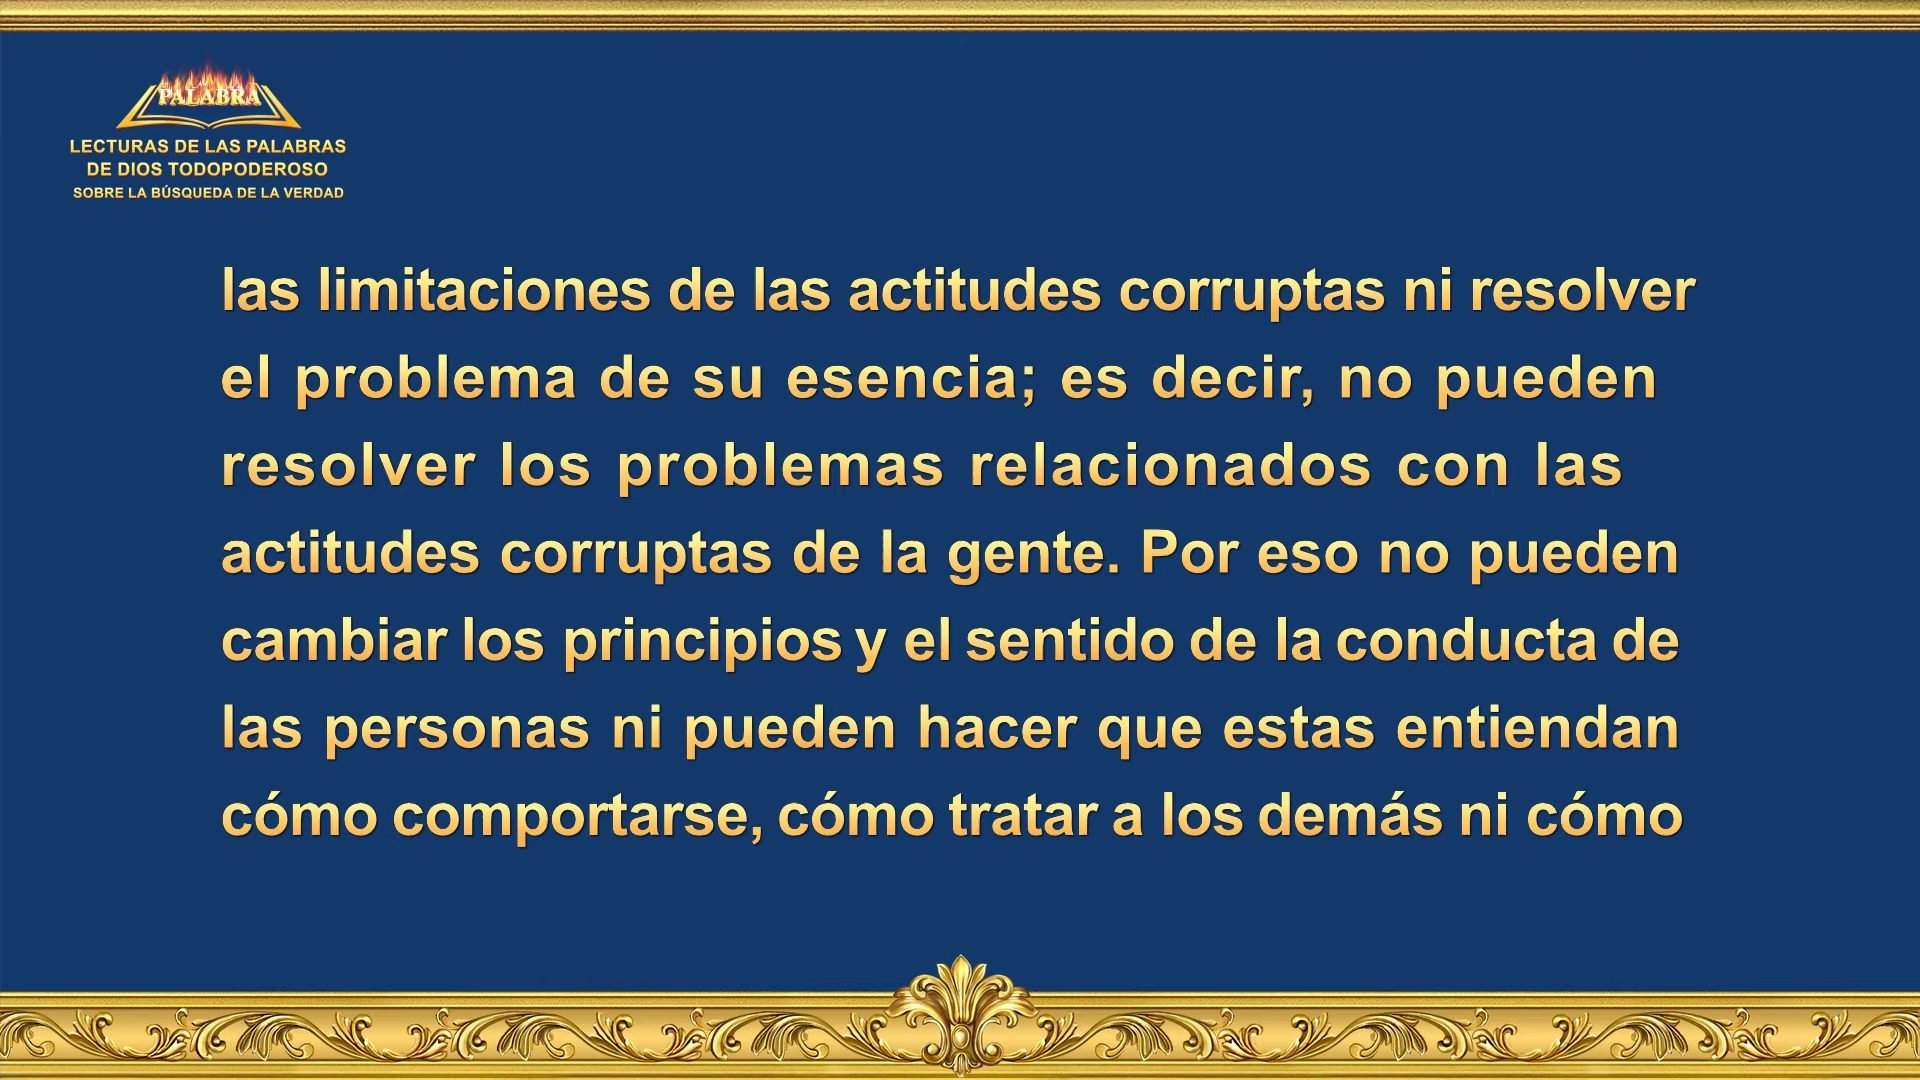 PALABRA
LECTURAS DE LAS PALABRAS
DE DIOS TODOPODEROSO
SOBRE LA BÚSQUEDA DE LA VERDAD
las limitaciones de las actitudes corruptas ni resolver
el problema de su esencia; es decir, no pueden
resolver los problemas relacionados con las
actitudes corruptas de la gente. Por eso no pueden
cambiar los principios y el sentido de la conducta de
las personas ni pueden hacer que estas entiendan
cómo comportarse, cómo tratar a los demás ni cómo